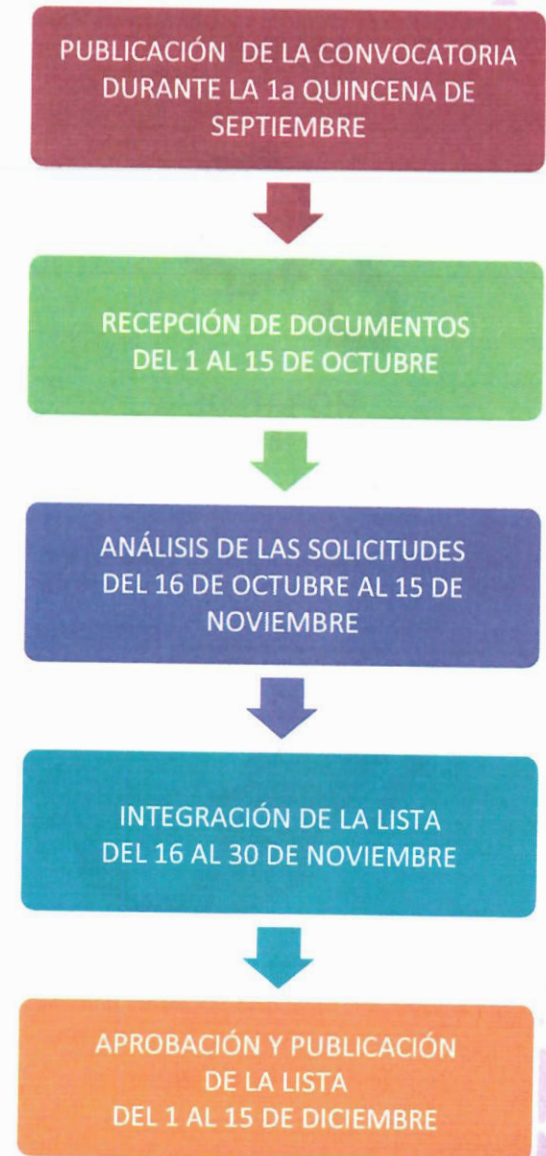 PUBLICACIÓN DE LA CONVOCATORIA
DURANTE LA 1a QUINCENA DE
SEPTIEMBRE
RECEPCIÓN DE DOCUMENTOS
DEL 1 AL 15 DE OCTUBRE
ANÁLISIS DE LAS SOLICITUDES
DEL 16 DE OCTUBRE AL 15 DE
NOVIEMBRE
INTEGRACIÓN DE LA LISTA
DEL 16 AL 30 DE NOVIEMBRE
APROBACIÓN Y PUBLICACIÓN
DE LA LISTA
DEL 1 AL 15 DE DICIEMBRE